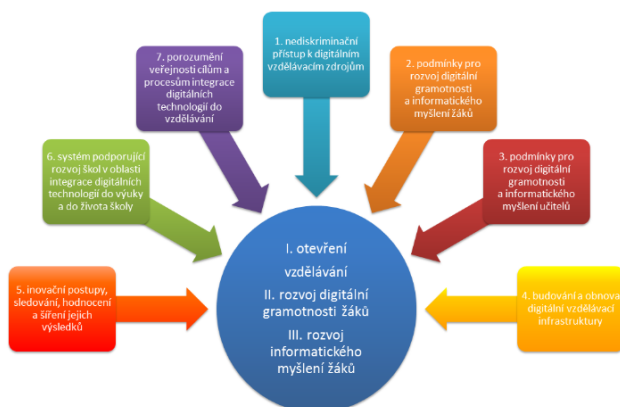 1. nediskriminační
přístup k digitálním
vzdělávacím zdrojům
2. podmínky pro
rozvoj digitální
gramotnosti
a informatického
myšlení žáků
3. podmínky pro
rozvoj digitální
gramotnosti
a informatického
myšlení učitelů
4. budování a obnova
digitální vzdělávací
infrastruktury
5. inovační postupy,
sledování, hodnocení
a šíření jejich
výsledků
6. systém podporující
rozvoj škol v oblasti
integrace digitálních
technologií do výuky
a do života školy
7. porozumění
veřejnosti cílům a
procesům integrace
digitálních
technologií do
vzdělávání
I. otevření
vzdělávání
II. rozvoj digitální
gramotnosti žáků
III. rozvoj
informatického
myšlení žáků